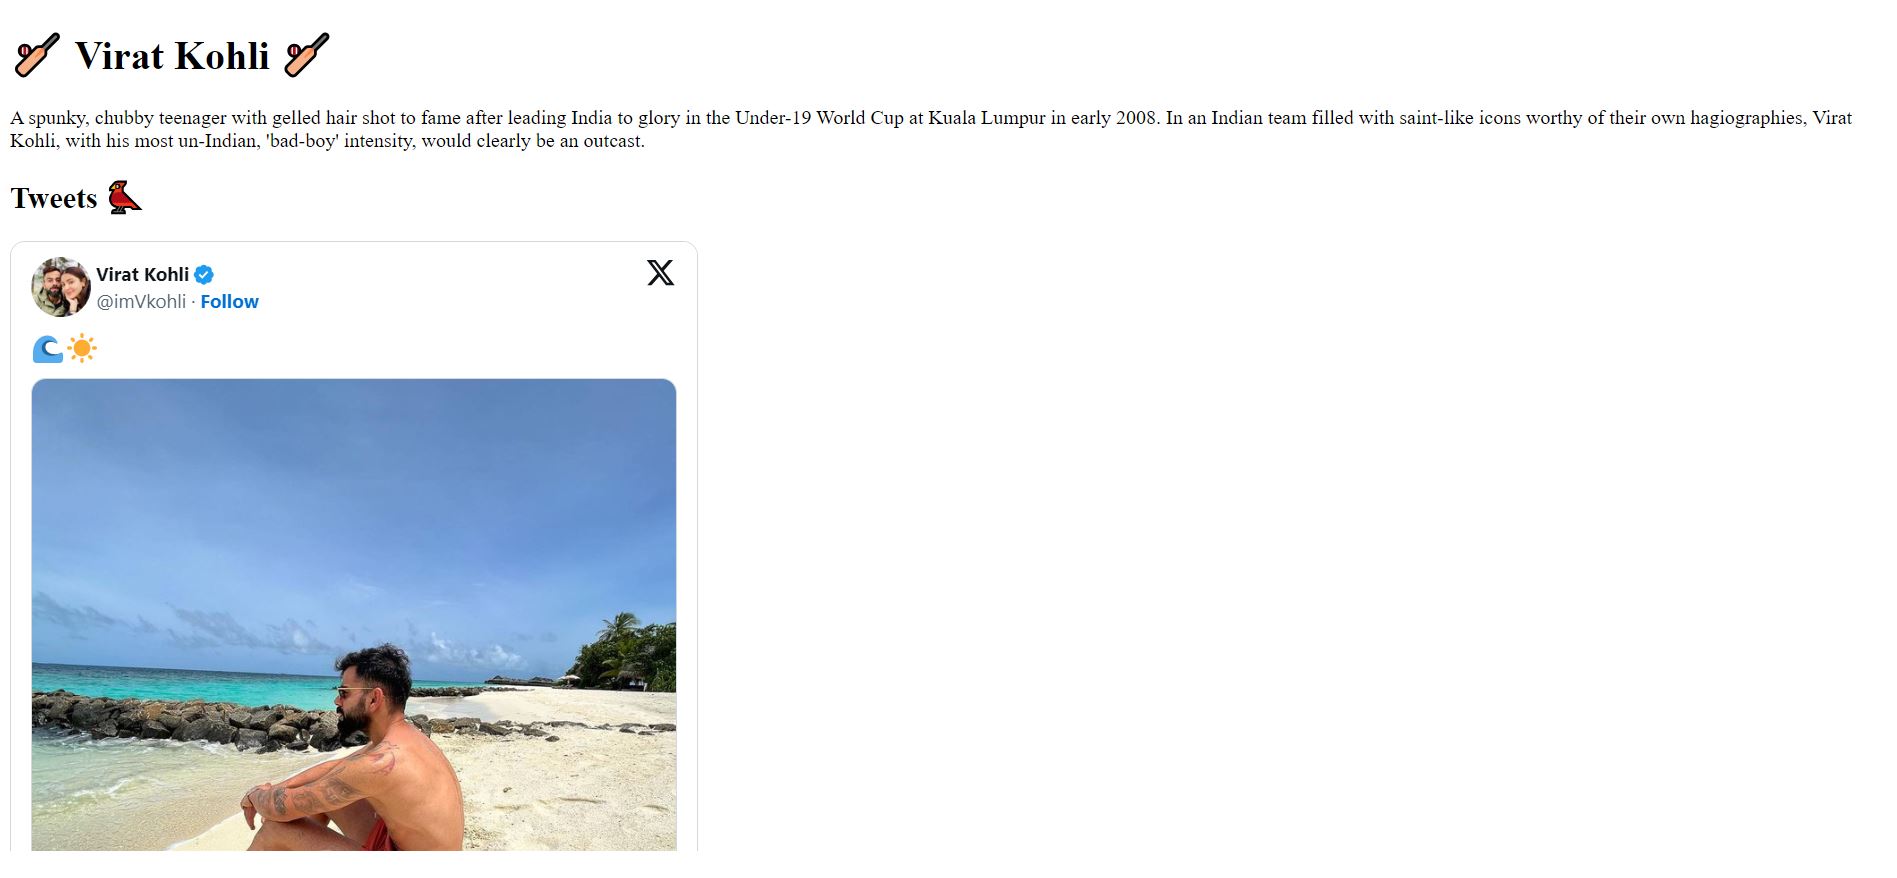 Virat Kohli
A spunky, chubby teenager with gelled hair shot to fame after leading India to glory in the Under-19 World Cup at Kuala Lumpur in early 2008. In an Indian team filled with saint-like icons worthy of their own hagiographies, Virat
Kohli, with his most un-Indian, 'bad-boy' intensity, would clearly be an outcast.
Tweets
Virat Kohli
@imVkohli · Follow